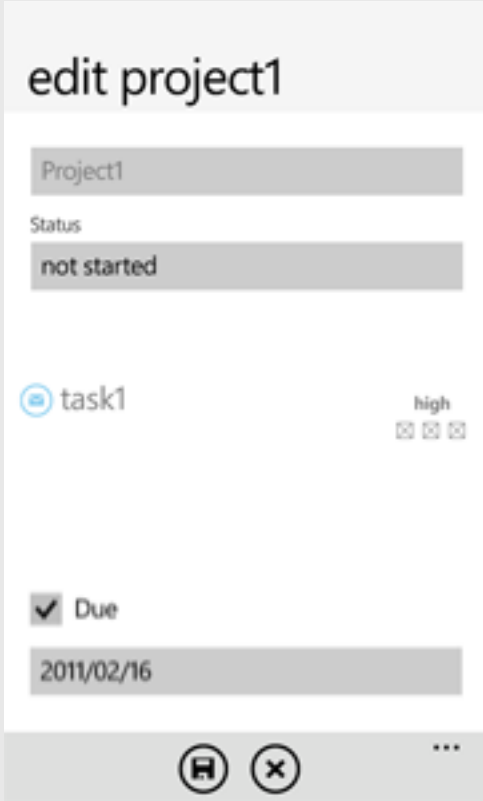 edit project1
Project1
Status
not started
task1
high
Due
2011/02/16